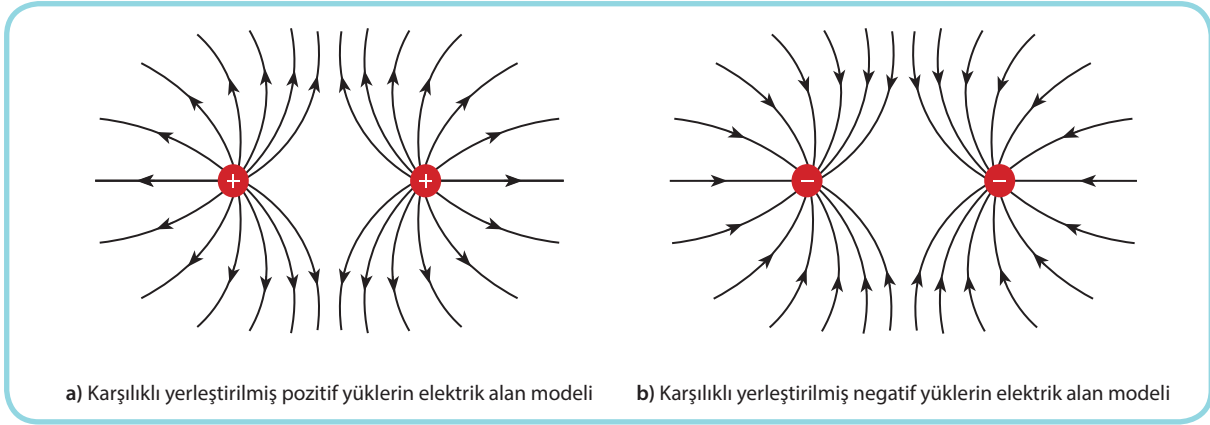 + +
− −
a) Karşılıklı yerleştirilmiş pozitif yüklerin elektrik alan modeli
b) Karşılıklı yerleştirilmiş negatif yüklerin elektrik alan modeli